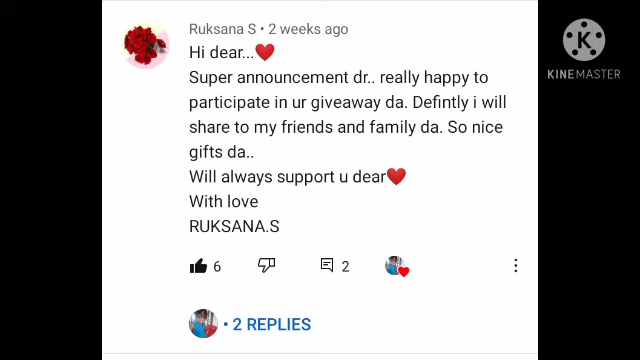 Ruksana S • 2 weeks ago
Hi dear...❤️
Super announcement dr.. really happy to
participate in ur giveaway da. Defintly i will
share to my friends and family da. So nice
gifts da..
Will always support u dear❤️
With love
RUKSANA.S
6
2
• 2 REPLIES
K
KINEMASTER